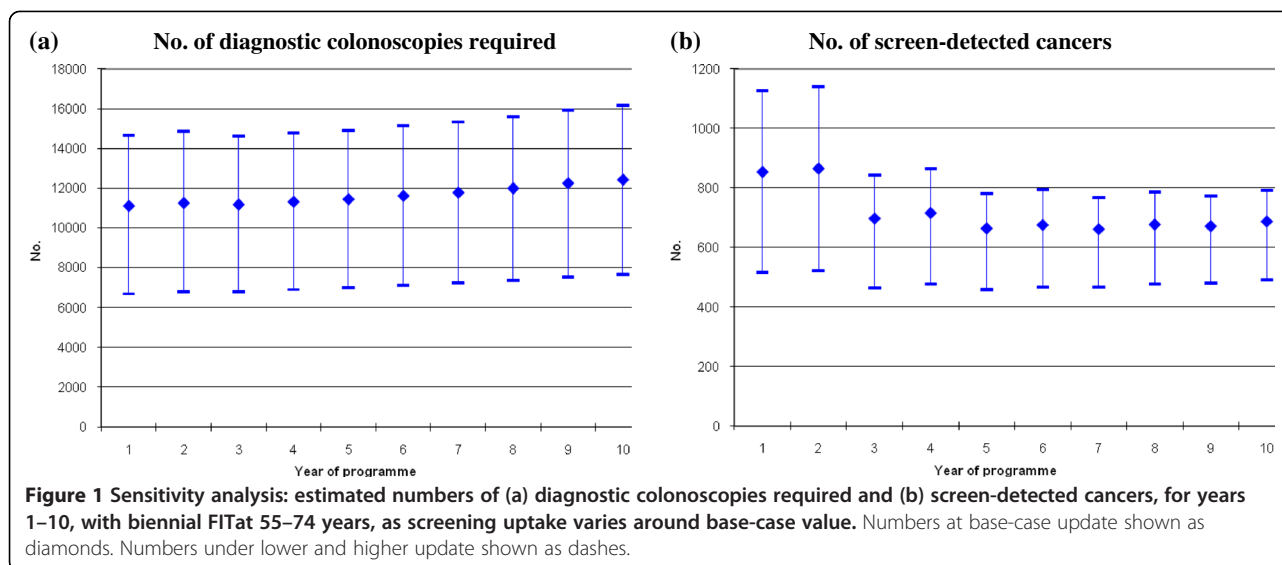 (a) No. of diagnostic colonoscopies required
18000
16000
14000
12000
10000
8000
6000
4000
2000
0
No.
1 2 3 4 5 6 7 8 9 10
Year of programme
(b) No. of screen-detected cancers
1200
1000
800
600
400
200
0
No.
1 2 3 4 5 6 7 8 9 10
Year of programme
Figure 1 Sensitivity analysis: estimated numbers of (a) diagnostic colonoscopies required and (b) screen-detected cancers, for years
1–10, with biennial FITat 55–74 years, as screening uptake varies around base-case value. Numbers at base-case update shown as
diamonds. Numbers under lower and higher update shown as dashes.